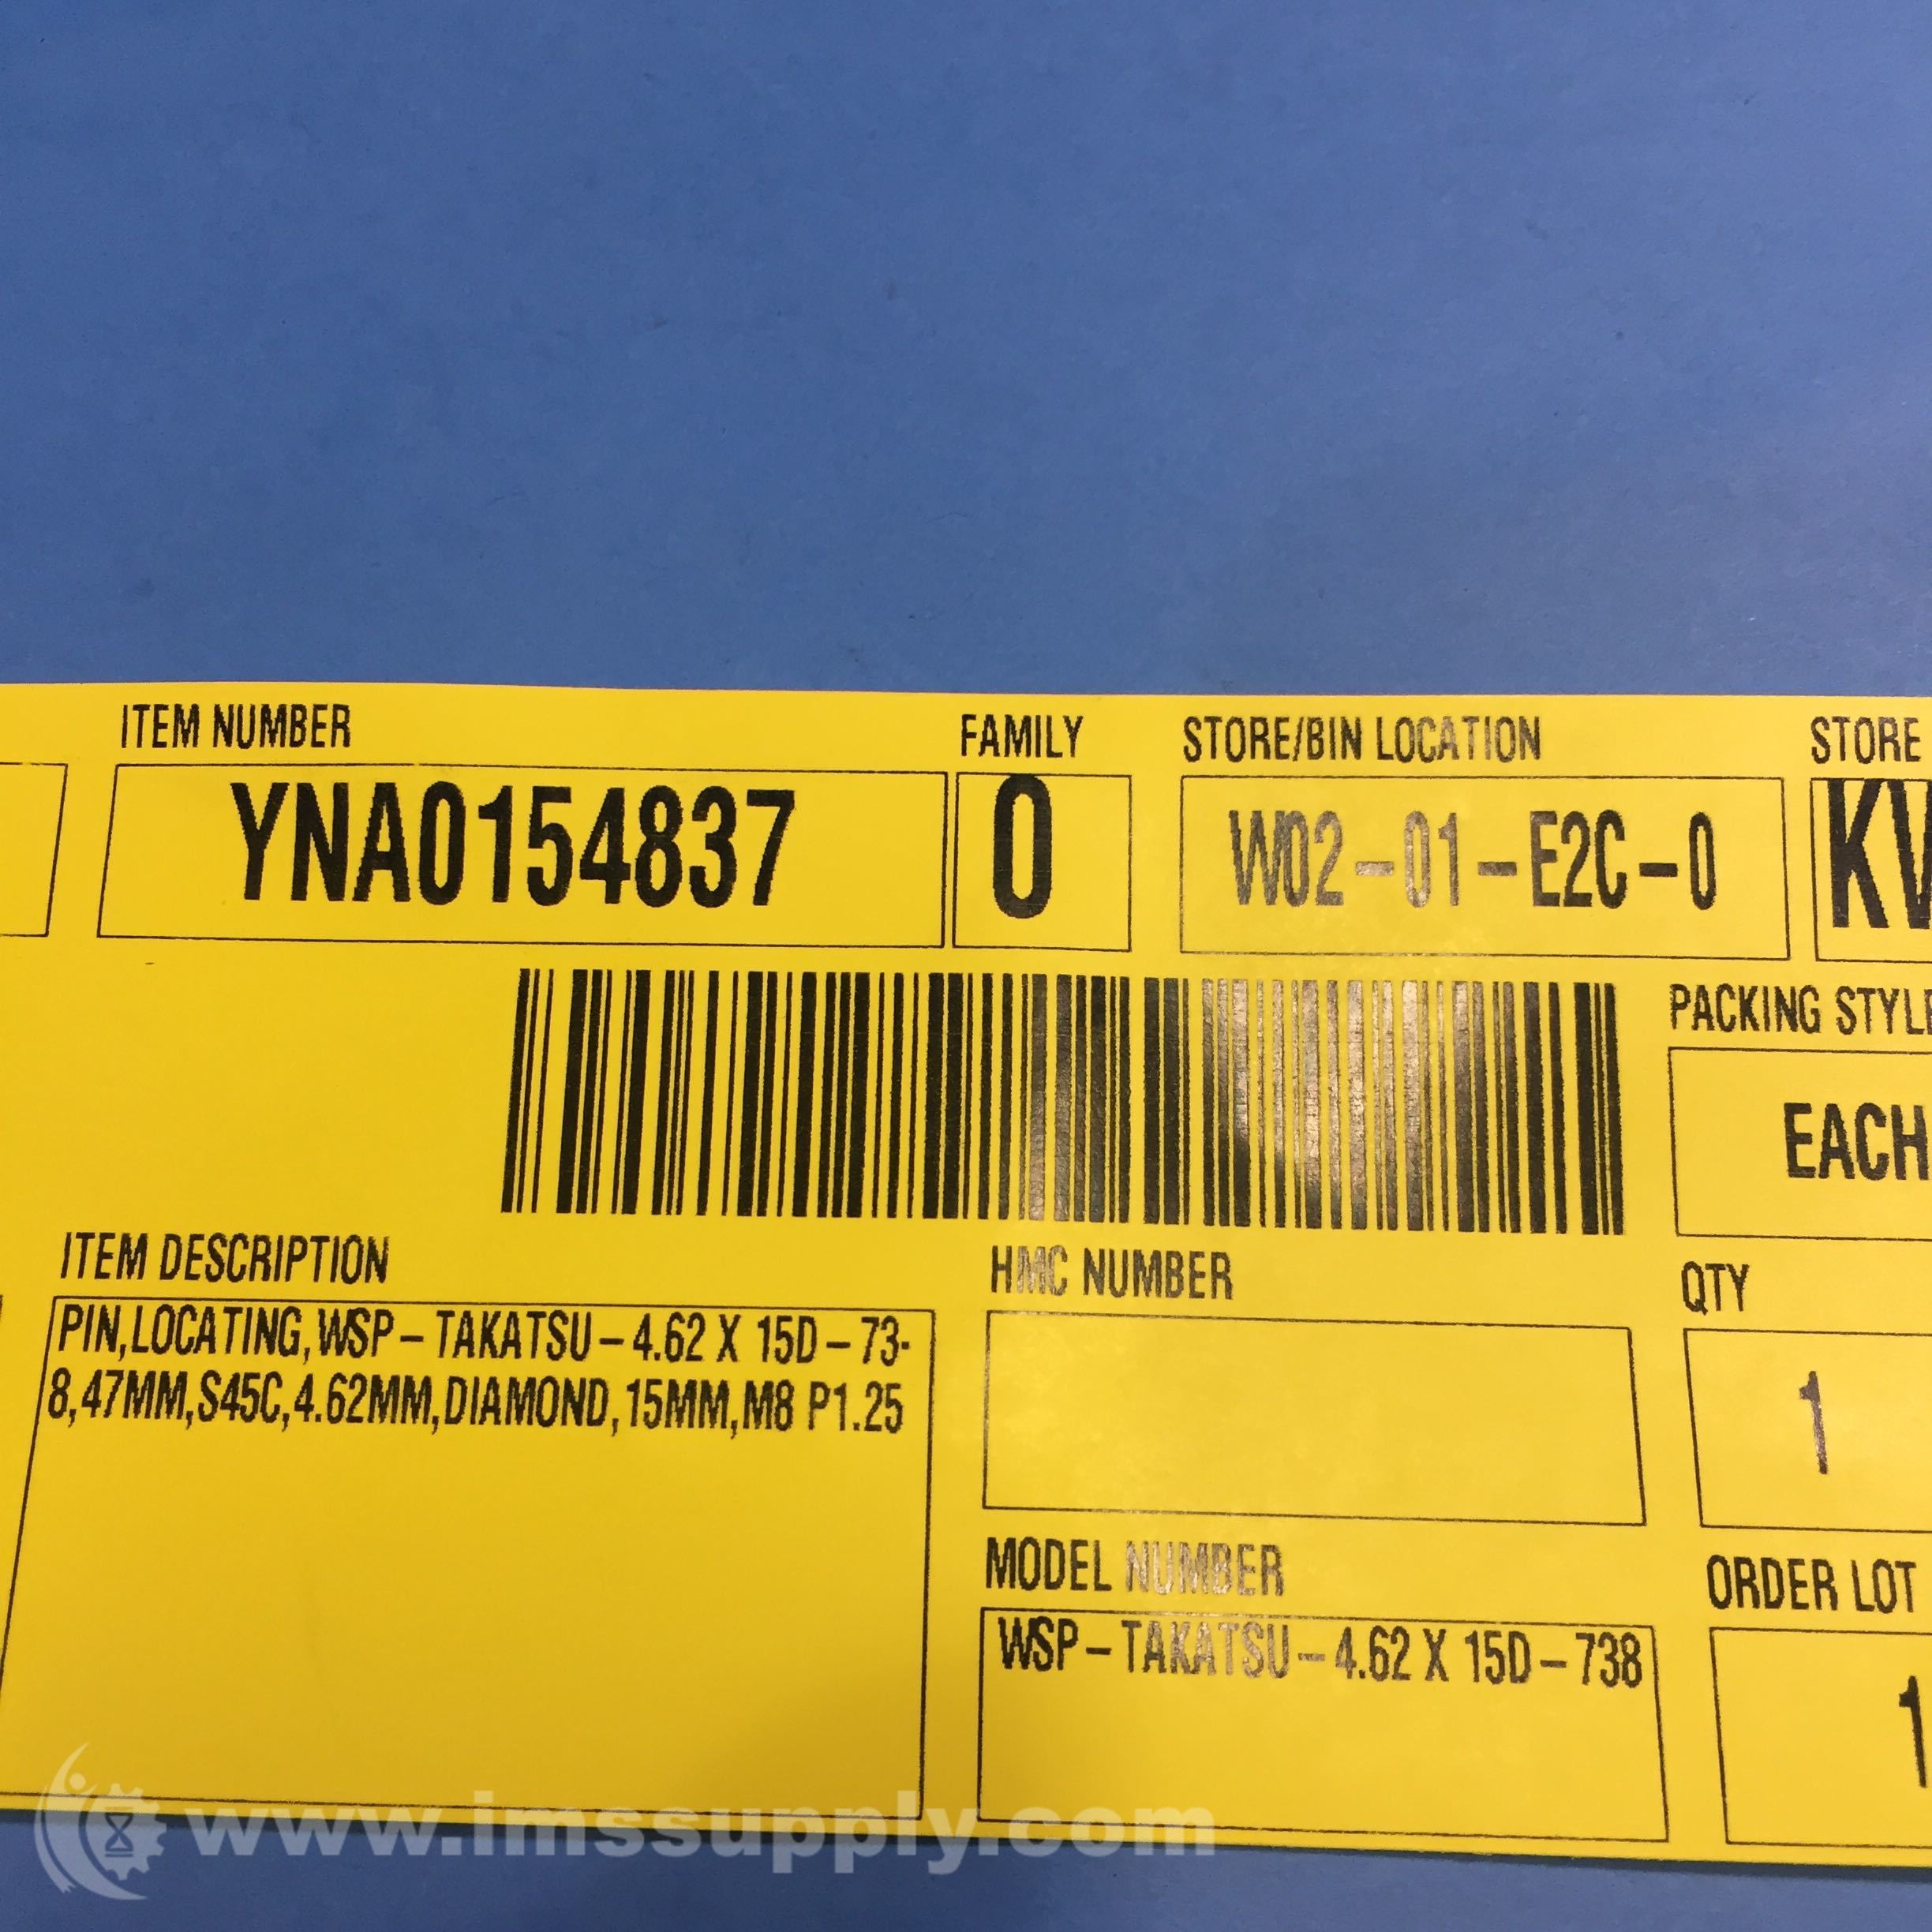 ITEM NUMBER
YNA0154837
FAMILY
0
STORE/BIN LOCATION
W02-01-E2C-0
STORE
PACKING
EACH
ITEM DESCRIPTION
PIN,LOCATING,WSP-TAKATSU-4.62 X 15D-73-
8,47MM,S45C,4.62MM,DIAMOND,15MM,M8 P1.25
HMC NUMBER
QTY
1
MODEL NUMBER
WSP-TAKATSU-4.62 X 15D-738
ORDER LOT
1
www.imssupply.com